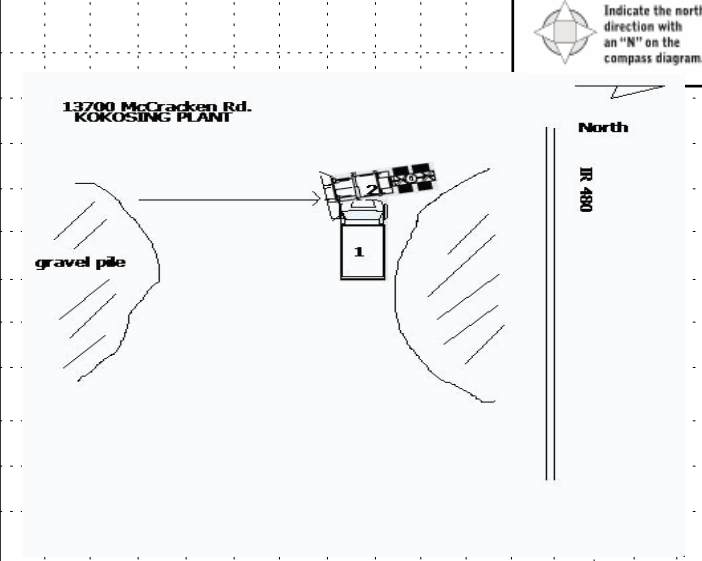 Indicate the north
direction with
an “N” on the
compass diagram.
13700 McCracken Rd.
KOKOSING PLANT
North
IR 480
2
1
gravel pile